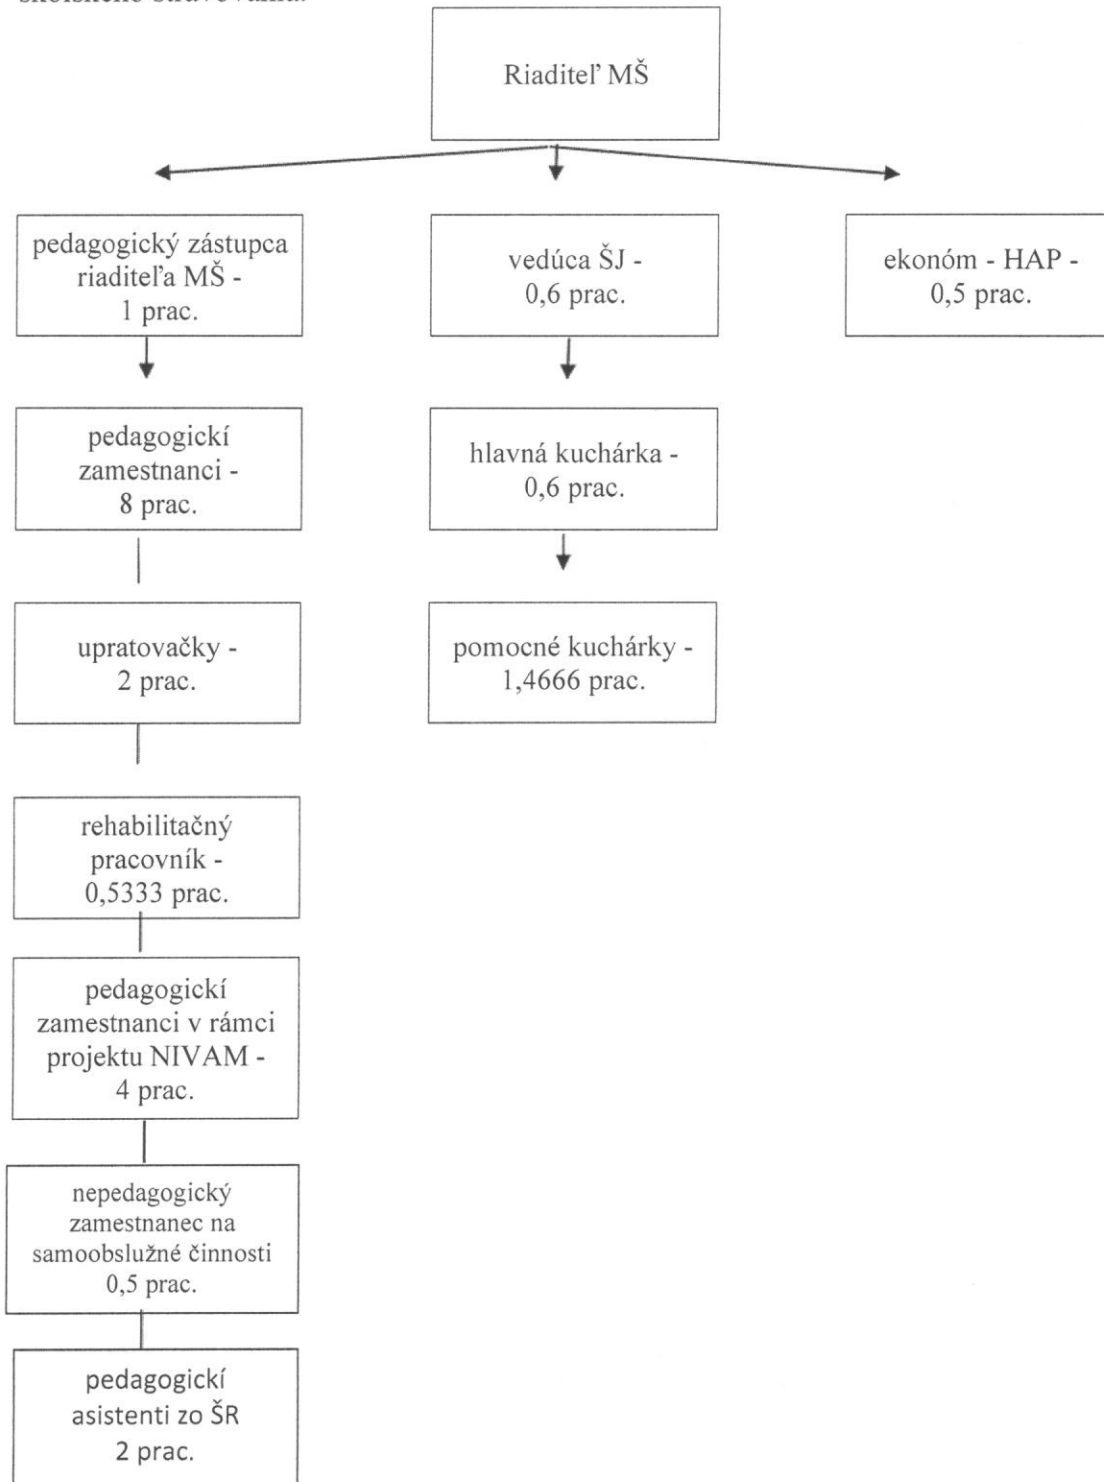 Riaditeľ MŠ
pedagogický zástupca
riaditeľa MŠ -
1 prac.
vedúca ŠJ -
0,6 prac.
ekonóm - HAP -
0,5 prac.
pedagogickí
zamestnanci -
8 prac.
hlavná kuchárka -
0,6 prac.
upratovačky -
2 prac.
pomocné kuchárky -
1,4666 prac.
rehabilitačný
pracovník -
0,5333 prac.
pedagogickí
zamestnanci v rámci
projektu NIVAM -
4 prac.
nepedagogický
zamestnanec na
samoobslužné činnosti
0,5 prac.
pedagogickí
asistenti zo ŠR
2 prac.